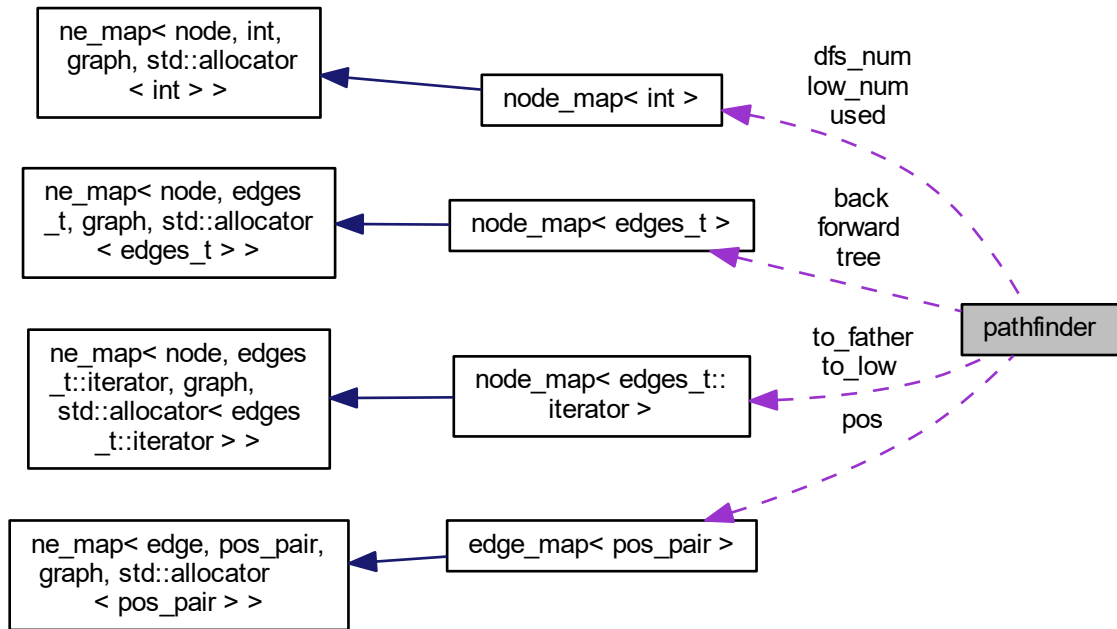 ne_map< node, int,
graph, std::allocator
< int > >
node_map< int >
dfs_num
low_num
used
ne_map< node, edges
_t, graph, std::allocator
< edges_t > >
node_map< edges_t >
back
forward
tree
pathfinder
ne_map< node, edges
_t::iterator, graph,
std::allocator< edges
_t::iterator > >
node_map< edges_t::
iterator >
to_father
to_low
pos
ne_map< edge, pos_pair,
graph, std::allocator
< pos_pair > >
edge_map< pos_pair >